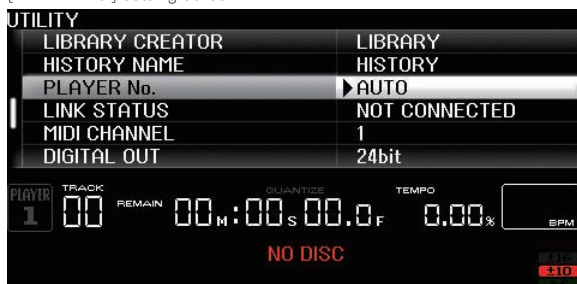 UTILITY
LIBRARY CREATOR LIBRARY
HISTORY NAME HISTORY
PLAYER No. ▶AUTO
LINK STATUS NOT CONNECTED
MIDI CHANNEL 1
DIGITAL OUT 24bit
PLAYER 1 TRACK 00 REMAIN 00M:00S00.0F QUANTIZE TEMPO 0.00% BPM
NO DISC
±16
±10